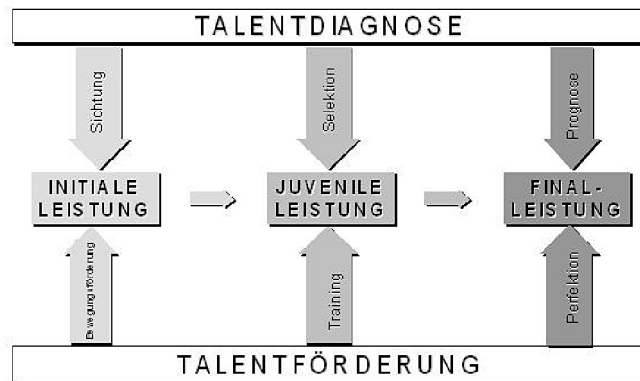 TALENTDIAGNOSE
Sichtung
Selektion
Prognose
INITIALE
LEISTUNG
JUVENILE
LEISTUNG
FINAL-
LEISTUNG
Bewegungsförderung
Training
Perfektion
TALENTFÖRDERUNG